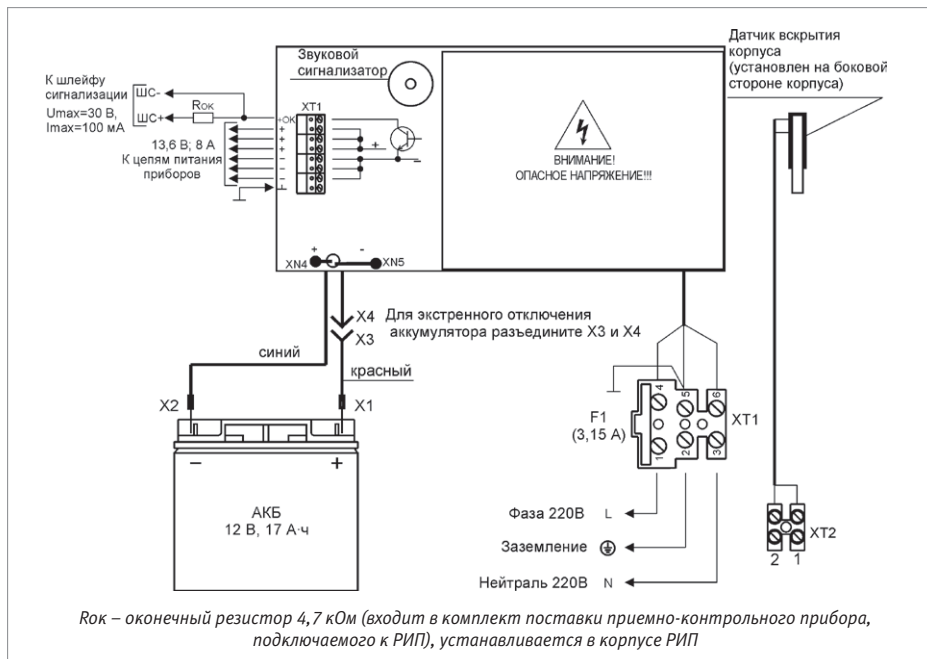 Звуковой
сигнализатор
Датчик вскрытия
корпуса
(установлен на боковой
стороне корпуса)
К шлейфу
сигнализации
Umax=30 В,
Imax=100 мА
ШС-
ШС+
Rок
XT1
+ОК
+
+
+
-
-
-
+
-
13,6 В; 8 А
К цепям питания
приборов
ВНИМАНИЕ!
ОПАСНОЕ НАПРЯЖЕНИЕ!!!
+
-
XN4
XN5
X4
X3
Для экстренного отключения
аккумулятора разъедините X3 и X4
синий
красный
X2
X1
-
+
АКБ
12 В, 17 А·ч
F1
(3,15 А)
4
5
6
1
2
3
XT1
Фаза 220В L
Заземление
Нейтраль 220В N
XT2
2 1
Rок – оконечный резистор 4,7 кОм (входит в комплект поставки приемно-контрольного прибора,
подключаемого к РИП), устанавливается в корпусе РИП